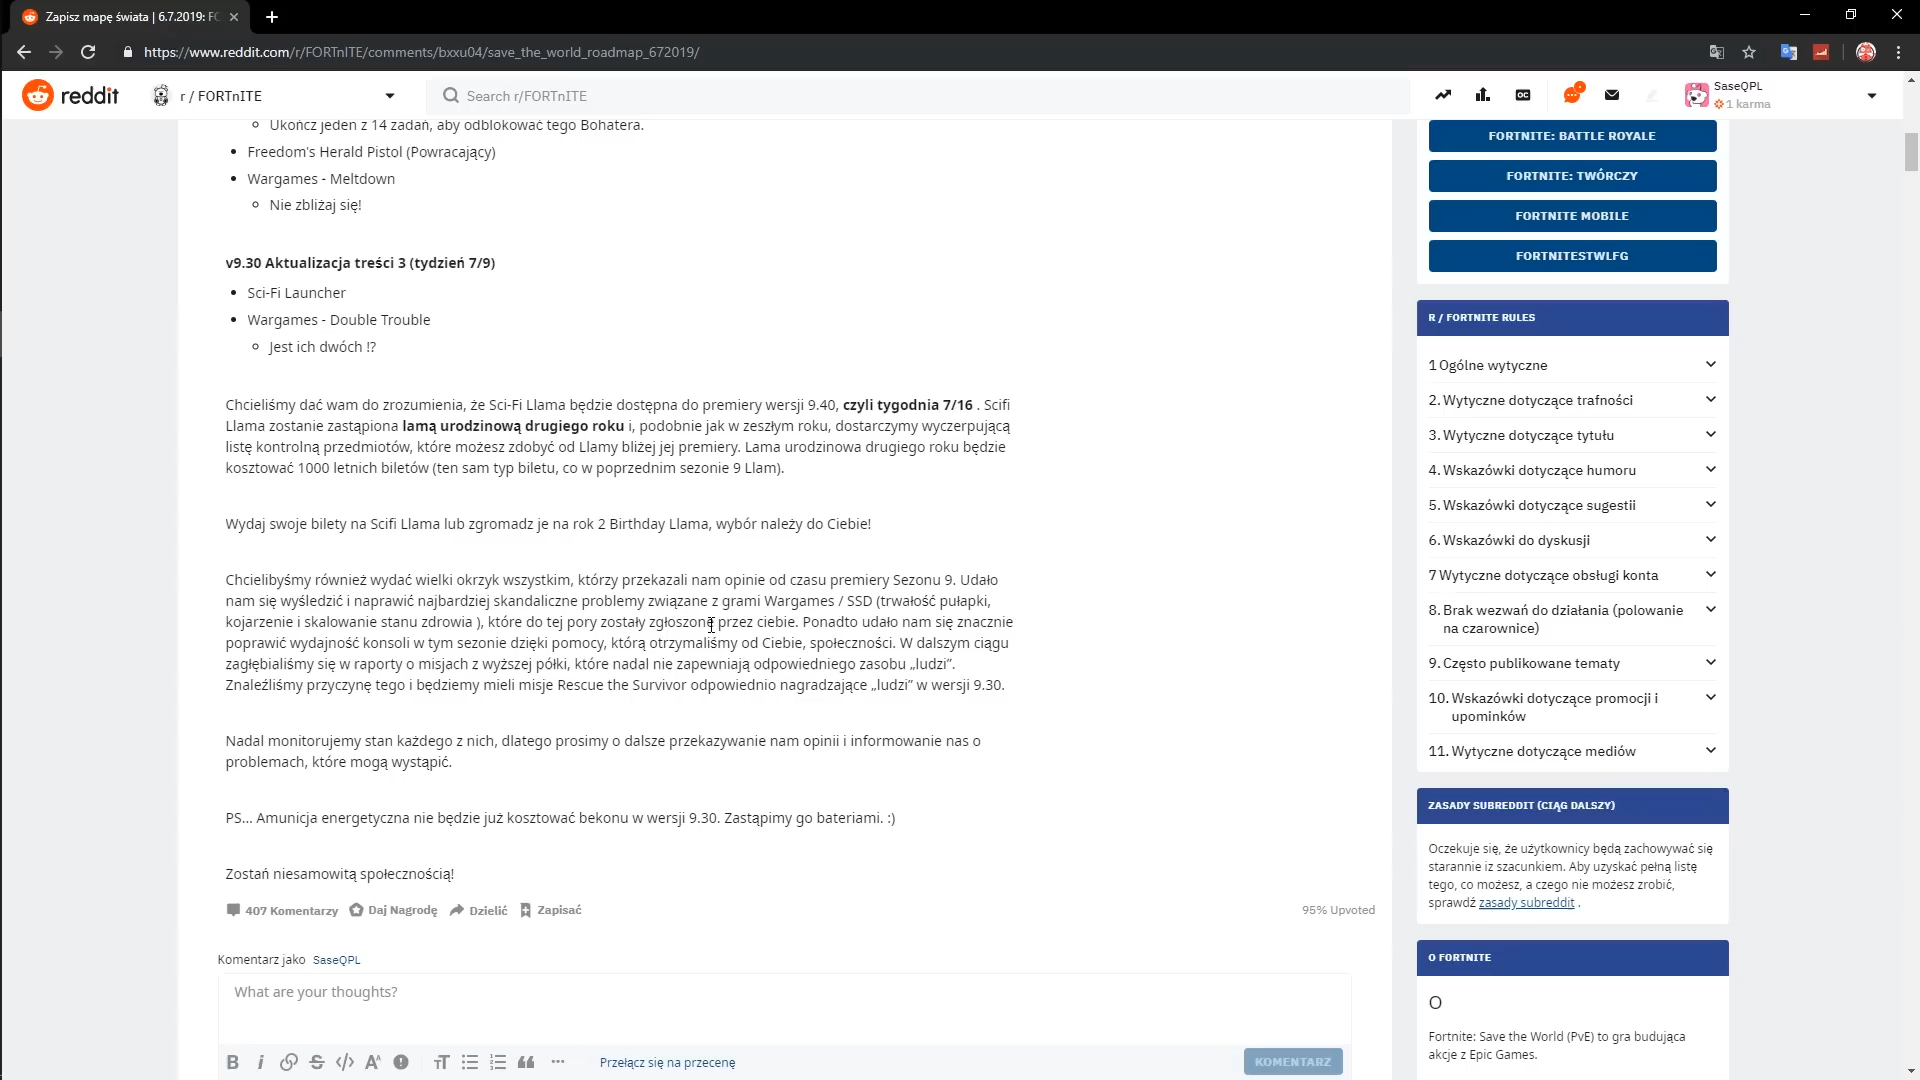 Zapisz mapę świata | 6.7.2019: FO
https://www.reddit.com/r/FORTnITE/comments/bxxu04/save_the_world_roadmap_672019/
reddit
r / FORTnITE
Search r/FORTnITE
SaseQPL
1 karma
Ukończ jeden z 14 zadań, aby odblokować tego Bohatera.
Freedom's Herald Pistol (Powracający)
Wargames - Meltdown
Nie zbliżaj się!
v9.30 Aktualizacja treści 3 (tydzień 7/9)
Sci-Fi Launcher
Wargames - Double Trouble
Jest ich dwóch !?
Chcieliśmy dać wam do zrozumienia, że Sci-Fi Llama będzie dostępna do premiery wersji 9.40, czyli tygodnia 7/16 . Scifi
Llama zostanie zastąpiona lamą urodzinową drugiego roku i, podobnie jak w zeszłym roku, dostarczymy wyczerpującą
listę kontrolną przedmiotów, które możesz zdobyć od Llamy bliżej jej premiery. Lama urodzinowa drugiego roku będzie
kosztować 1000 letnich biletów (ten sam typ biletu, co w poprzednim sezonie 9 Llam).
Wydaj swoje bilety na Scifi Llama lub zgromadz je na rok 2 Birthday Llama, wybór należy do Ciebie!
Chcielibyśmy również wydać wielki okrzyk wszystkim, którzy przekazali nam opinie od czasu premiery Sezonu 9. Udało
nam się wyśledzić i naprawić najbardziej skandaliczne problemy związane z grami Wargames / SSD (trwałość pułapki,
kojarzenie i skalowanie stanu zdrowia ), które do tej pory zostały zgłoszone przez ciebie. Ponadto udało nam się znacznie
poprawić wydajność konsoli w tym sezonie dzięki pomocy, którą otrzymaliśmy od Ciebie, społeczności. W dalszym ciągu
zagłębialiśmy się w raporty o misjach z wyższej półki, które nadal nie zapewniają odpowiedniego zasobu „ludzi”.
Znaleźliśmy przyczynę tego i będziemy mieli misje Rescue the Survivor odpowiednio nagradzające „ludzi” w wersji 9.30.
Nadal monitorujemy stan każdego z nich, dlatego prosimy o dalsze przekazywanie nam opinii i informowanie nas o
problemach, które mogą wystąpić.
PS... Amunicja energetyczna nie będzie już kosztować bekonu w wersji 9.30. Zastąpimy go bateriami. :)
Zostań niesamowitą społecznością!
407 Komentarzy Daj Nagrodę Dzielić Zapisać
95% Upvoted
Komentarz jako SaseQPL
What are your thoughts?
Przełącz się na przecenę
KOMENTARZ
FORTNITE: BATTLE ROYALE
FORTNITE: TWÓRCZY
FORTNITE MOBILE
FORTNITESTWLFG
R / FORTNITE RULES
1 Ogólne wytyczne
2. Wytyczne dotyczące trafności
3. Wytyczne dotyczące tytułu
4. Wskazówki dotyczące humoru
5. Wskazówki dotyczące sugestii
6. Wskazówki do dyskusji
7 Wytyczne dotyczące obsługi konta
8. Brak wezwań do działania (polowanie
na czarownice)
9. Często publikowane tematy
10. Wskazówki dotyczące promocji i
upominków
11. Wytyczne dotyczące mediów
ZASADY SUBREDDIT (CIĄG DALSZY)
Oczekuje się, że użytkownicy będą zachowywać się
starannie iz szacunkiem. Aby uzyskać pełną listę
tego, co możesz, a czego nie możesz zrobić,
sprawdź zasady subreddit .
O FORTNITE
O
Fortnite: Save the World (PvE) to gra budująca
akcje z Epic Games.